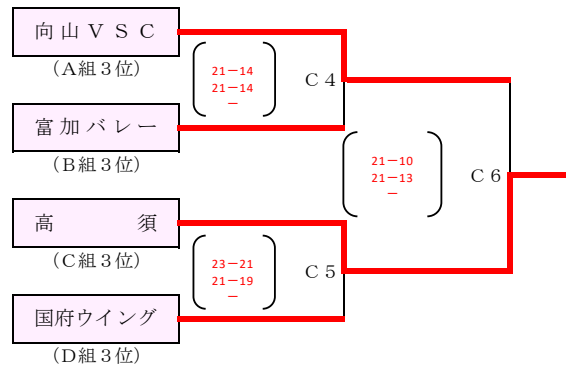 向山ＶＳＣ
（Ａ組３位）
21－14
21－14
－
Ｃ４
富加バレー
（Ｂ組３位）
21－10
21－13
－
Ｃ６
高　　須
（Ｃ組３位）
23－21
21－19
－
Ｃ５
国府ウイング
（Ｄ組３位）